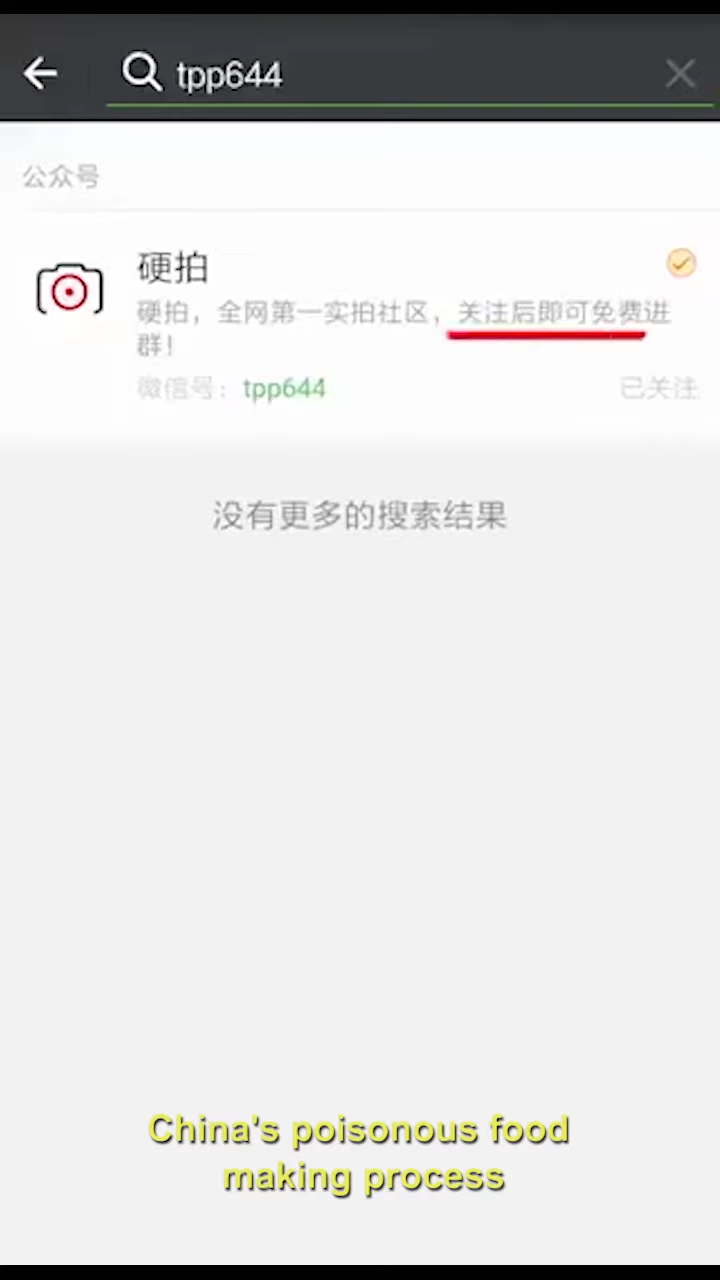 tpp644
公众号
硬拍
硬拍，全网第一实拍社区，关注后即可免费进
群！
微信号：tpp644
已关注
没有更多的搜索结果
China's poisonous food
making process